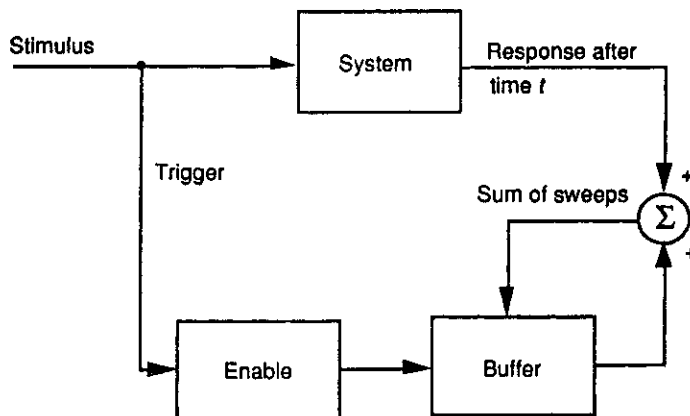 Stimulus
System
Response after
time t
Trigger
Sum of sweeps
+
Σ
+
Enable
Buffer